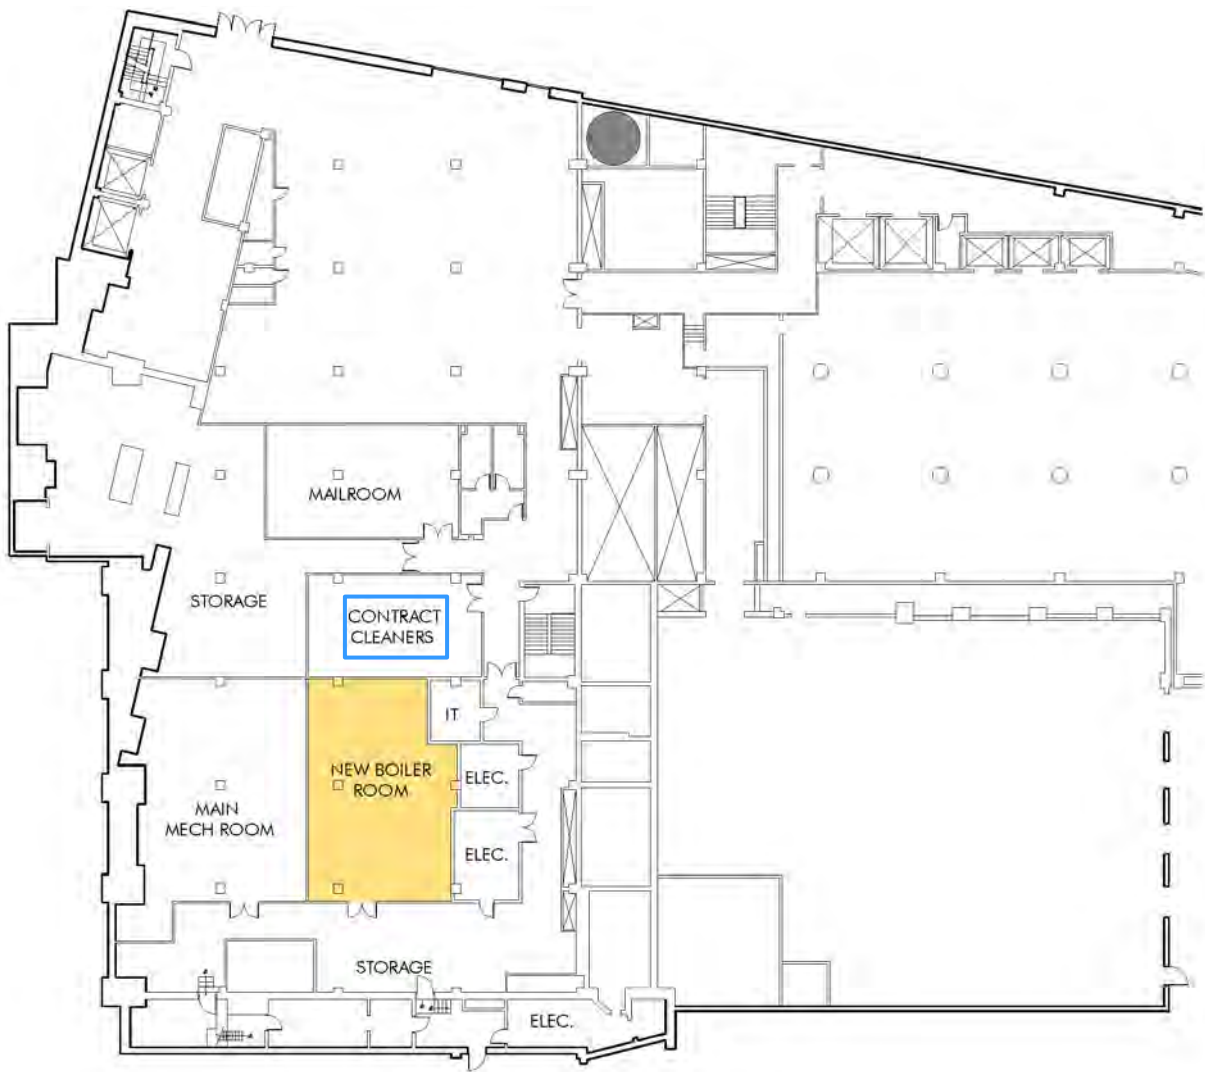 MAILROOM
STORAGE
CONTRACT
CLEANERS
IT
NEW BOILER
ROOM
ELEC.
MAIN
MECH ROOM
ELEC.
STORAGE
ELEC.